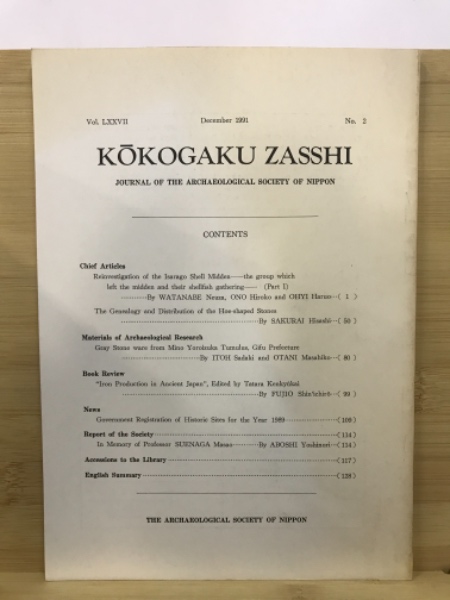 Vol. LXXVII December 1991 No. 2
KŌKOGAKU ZASSHI
JOURNAL OF THE ARCHAEOLOGICAL SOCIETY OF NIPPON
CONTENTS
Chief Articles
Reinvestigation of the Isarago Shell Midden——the group which
left the midden and their shellfish gathering—— (Part I)
············By WATANABE Neusa, ONO Hiroko and OHYI Haruo···( 1 )
The Genealogy and Distribution of the Hoe-shaped Stones
············By SAKURAI Hisashi···( 50 )
Materials of Archaeological Research
Gray Stone ware from Mino Yoroizuka Tumulus, Gifu Prefecture
············By ITOH Sadaki and OTANI Masahiko···( 80 )
Book Review
"Iron Production in Ancient Japan", Edited by Tatara Kenkyûkai
············By FUJIO Shin'ichirô···( 99 )
News
Government Registration of Historic Sites for the Year 1989············(109)
Report of the Society············(114)
In Memory of Professor SUENAGA Masao············By ABOSHI Yoshinori···(114)
Accessions to the Library············(117)
English Summary············(128)
THE ARCHAEOLOGICAL SOCIETY OF NIPPON